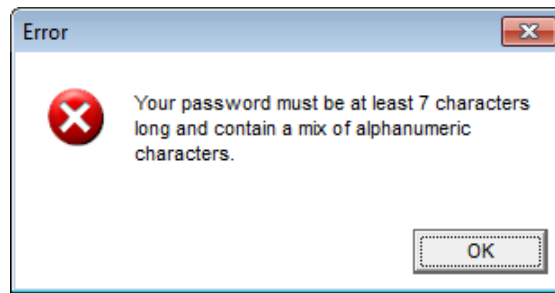 Error
Your password must be at least 7 characters
long and contain a mix of alphanumeric
characters.
OK